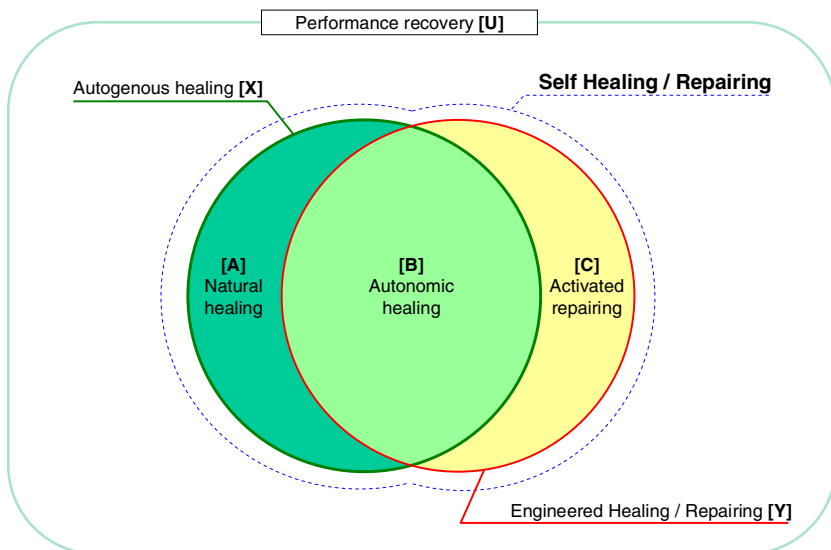 Performance recovery [U]
Autogenous healing [X]
Self Healing / Repairing
[A]
Natural
healing
[B]
Autonomic
healing
[C]
Activated
repairing
Engineered Healing / Repairing [Y]